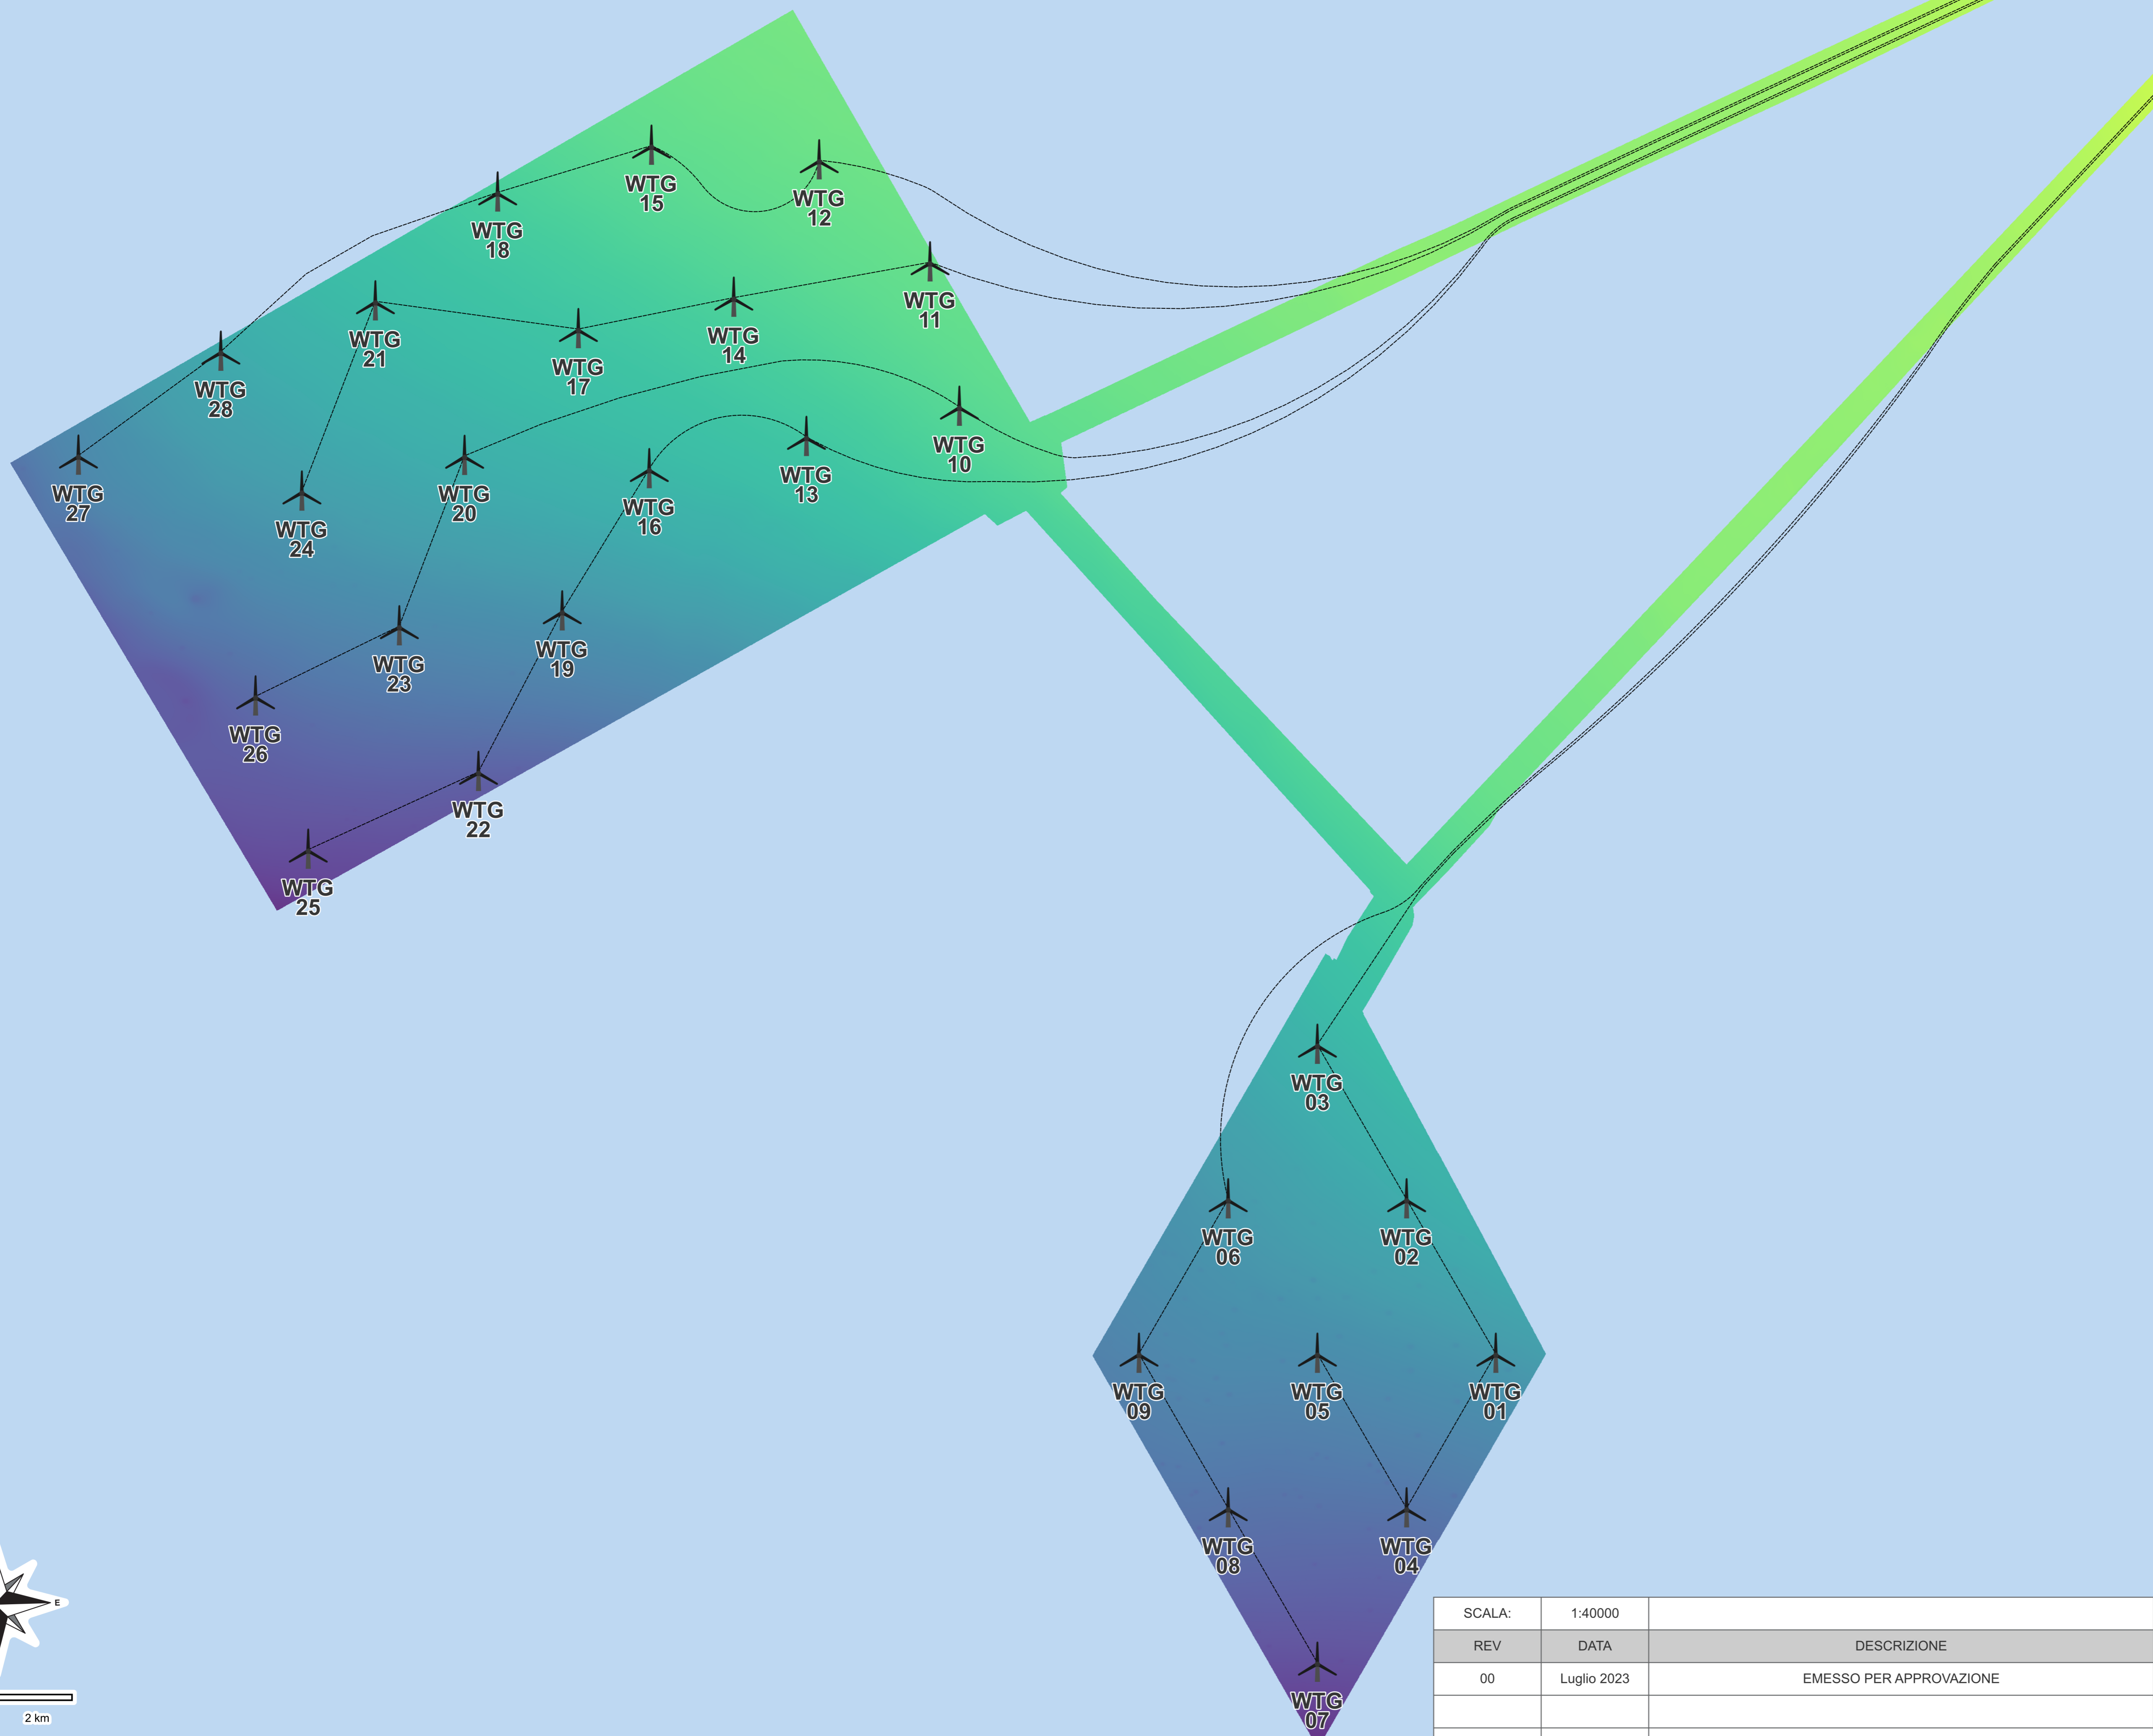 WTG
15
WTG
12
WTG
18
WTG
11
WTG
21
WTG
14
WTG
17
WTG
28
WTG
10
WTG
13
WTG
27
WTG
20
WTG
16
WTG
24
WTG
19
WTG
23
WTG
26
WTG
22
WTG
25
WTG
03
WTG
06
WTG
02
WTG
09
WTG
05
WTG
01
WTG
08
WTG
04
WTG
07
E
2 km
SCALA: 1:40000
REV DATA DESCRIZIONE
00 Luglio 2023 EMESSO PER APPROVAZIONE